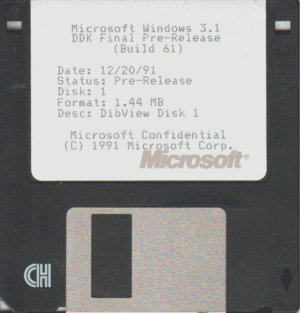 Microsoft Windows 3.1
DDK Final Pre-Release
(Build 61)
Date: 12/20/91
Status: Pre-Release
Disk: 1
Format: 1.44 MB
Desc: DibView Disk 1
Microsoft Confidential
(C) 1991 Microsoft Corp.
Microsoft®
CH